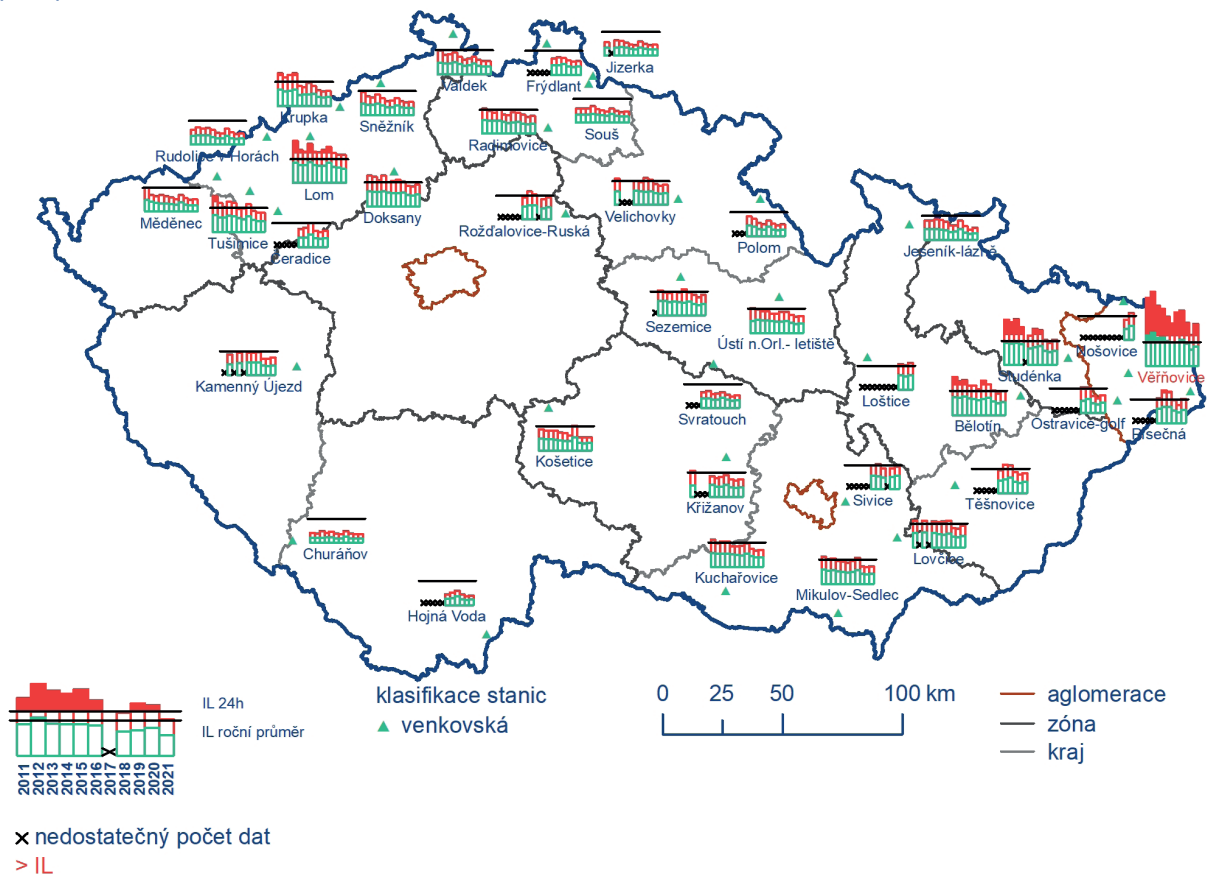 Jizerka
Valdek
Frýdlant
Krupka
Sněžník
Souš
Radimovice
Rudolice v Horách
Lom
Měděnec
Doksany
Velichovky
Rožďalovice-Ruská
Tušimice
Polom
Jeseník-lázně
Čeradice
Sezemice
Ústí n.Orl.- letiště
Nošovice
Studénka
Věřňovice
Kamenný Újezd
Loštice
Svratouch
Bělotín
Ostravice-golf
Písečná
Košetice
Křižanov
Sivice
Těšnovice
Churáňov
Lovčice
Kuchařovice
Mikulov-Sedlec
Hojná Voda
IL 24h
IL roční průměr
2011
2012
2013
2014
2015
2016
2017
2018
2019
2020
2021
nedostatečný počet dat
> IL
klasifikace stanic
venkovská
0 25 50 100 km
aglomerace
zóna
kraj